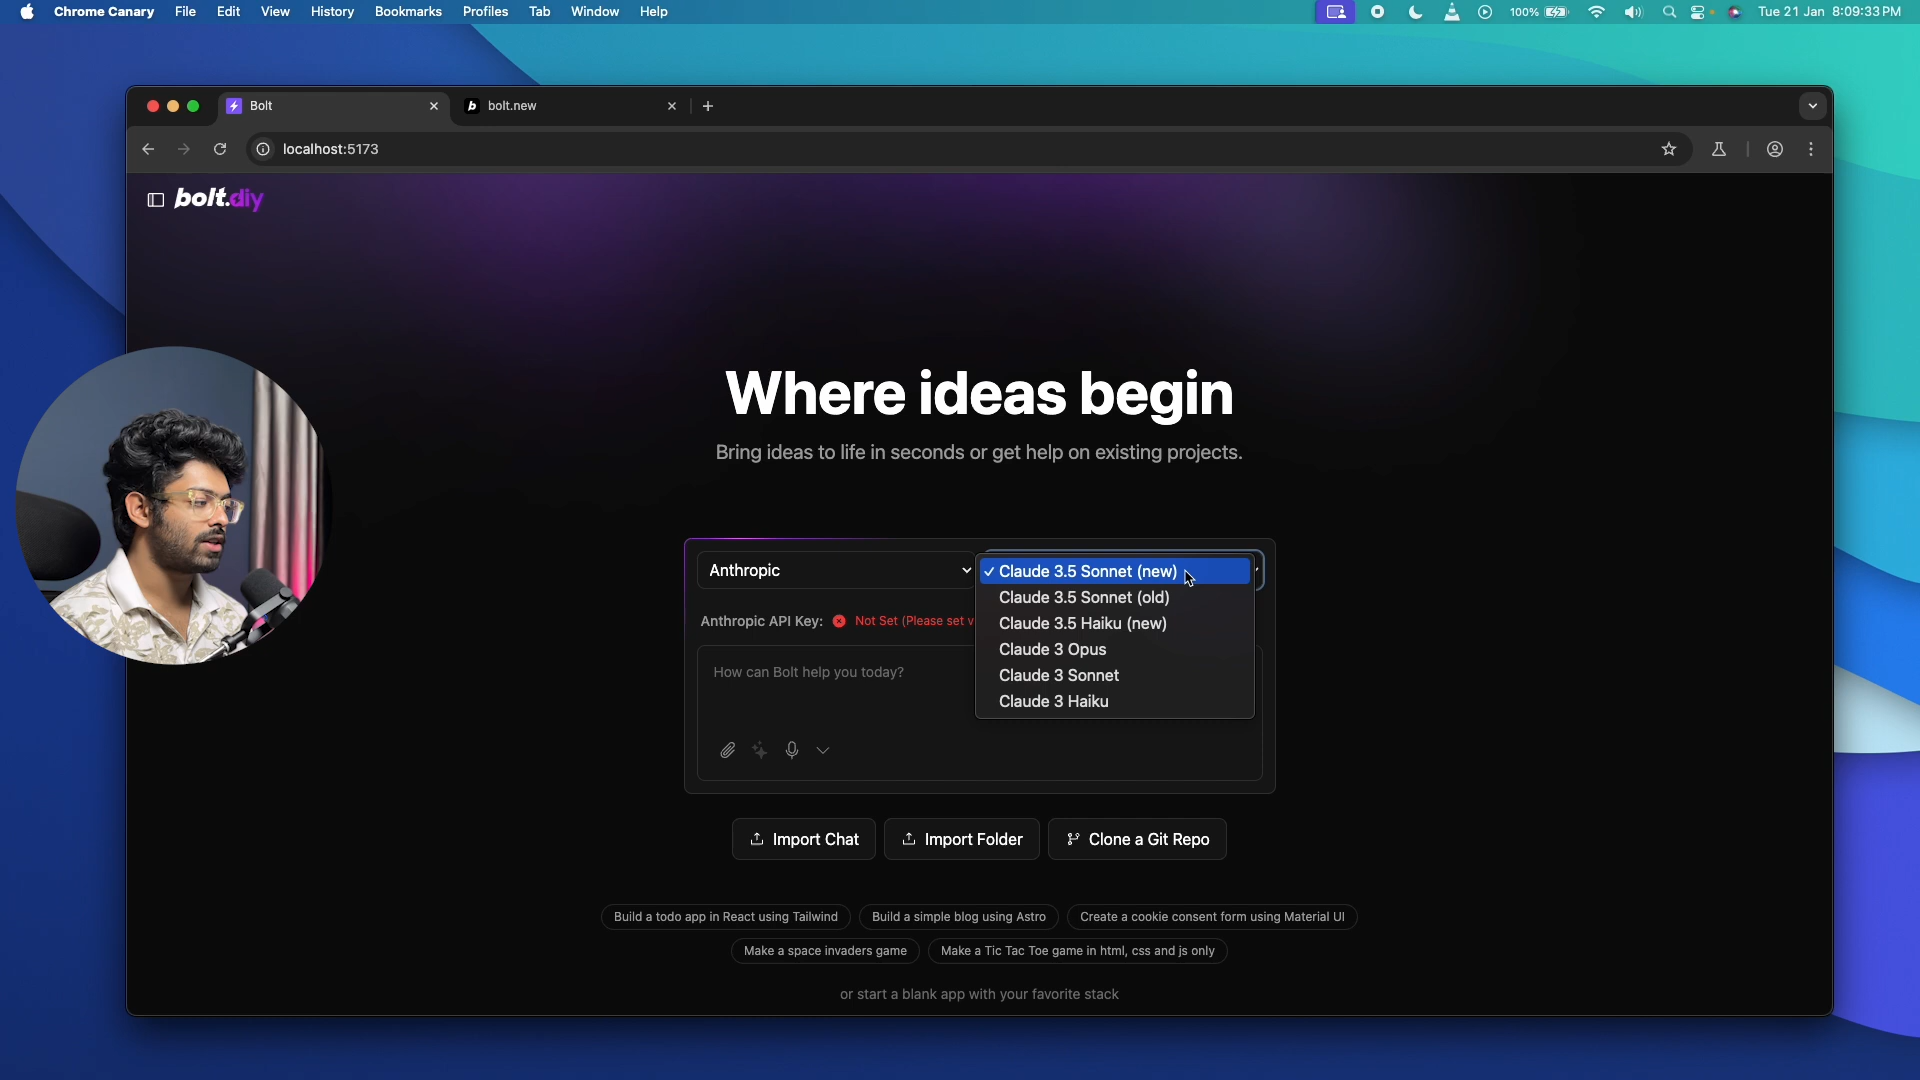 Chrome Canary File Edit View History Bookmarks Profiles Tab Window Help 100% Tue 21 Jan 8:09:33 PM
Bolt bolt.new
localhost:5173
bolt.diy
Where ideas begin
Bring ideas to life in seconds or get help on existing projects.
Anthropic
✓ Claude 3.5 Sonnet (new)
Claude 3.5 Sonnet (old)
Claude 3.5 Haiku (new)
Claude 3 Opus
Claude 3 Sonnet
Claude 3 Haiku
Anthropic API Key: Not Set (Please set v
How can Bolt help you today?
Import Chat Import Folder Clone a Git Repo
Build a todo app in React using Tailwind Build a simple blog using Astro Create a cookie consent form using Material UI
Make a space invaders game Make a Tic Tac Toe game in html, css and js only
or start a blank app with your favorite stack